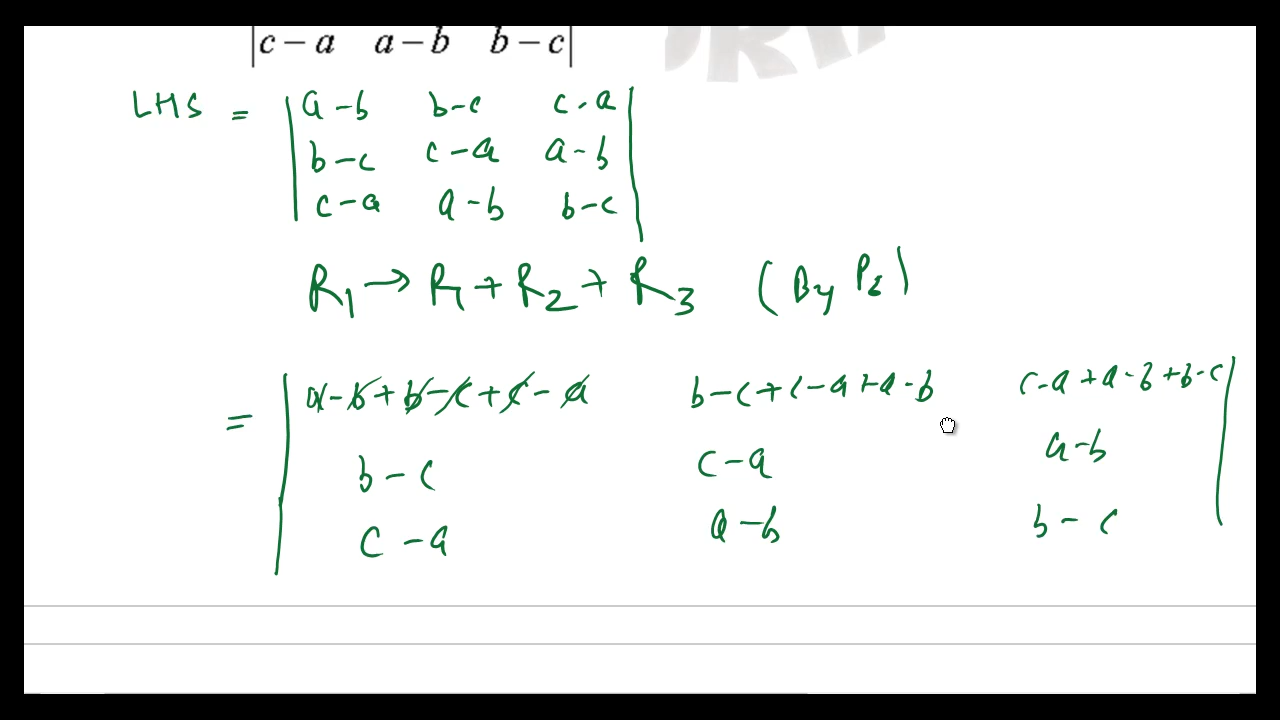 |c − a   a − b   b − c|
LHS = | a-b   b-c   c-a |
| b-c   c-a   a-b |
| c-a   a-b   b-c |
R1 → R1 + R2 + R3 (By P6)
= | a-b+b-c+c-a   b-c+c-a+a-b   c-a+a-b+b-c |
| b-c   c-a   a-b |
| c-a   a-b   b-c |